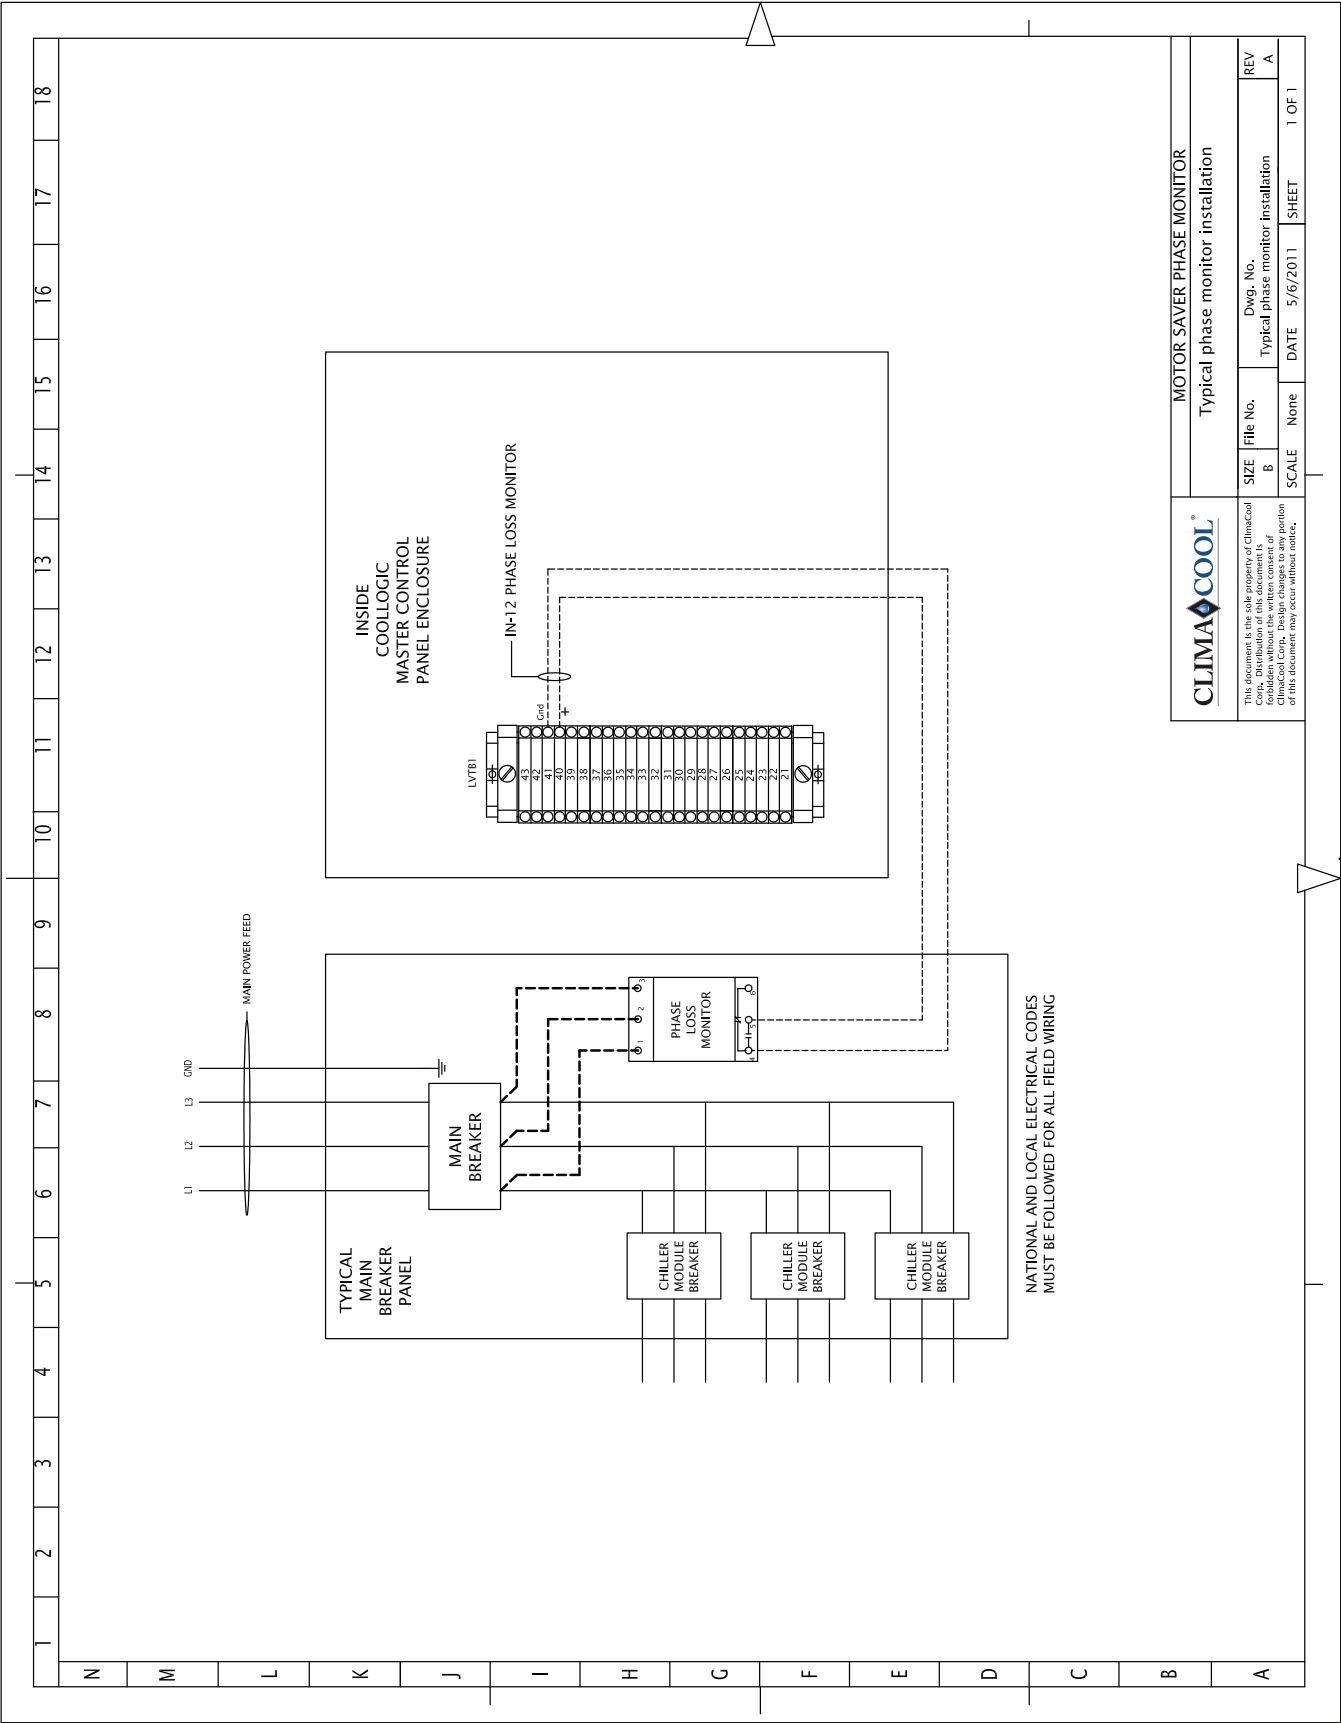 1
2
3
4
5
6
7
8
9
10
11
12
13
14
15
16
17
18
N
M
L
K
J
I
H
G
F
E
D
C
B
A
L1
L2
L3
GND
MAIN POWER FEED
TYPICAL
MAIN
BREAKER
PANEL
MAIN
BREAKER
CHILLER
MODULE
BREAKER
CHILLER
MODULE
BREAKER
CHILLER
MODULE
BREAKER
1
2
3
PHASE
LOSS
MONITOR
4
5
6
NATIONAL AND LOCAL ELECTRICAL CODES
MUST BE FOLLOWED FOR ALL FIELD WIRING
INSIDE
COOLLOGIC
MASTER CONTROL
PANEL ENCLOSURE
IN-12 PHASE LOSS MONITOR
LVTB1
Gnd
+
43
42
41
40
39
38
37
36
35
34
33
32
31
30
29
28
27
26
25
24
23
22
21
CLIMACOOL®
This document is the sole property of ClimaCool
Corp. Distribution of this document is
forbidden without the written consent of
ClimaCool Corp. Design changes to any portion
of this document may occur without notice.
MOTOR SAVER PHASE MONITOR
Typical phase monitor installation
SIZE
B
File No.
Dwg. No.
Typical phase monitor installation
REV
A
SCALE None
DATE 5/6/2011
SHEET 1 OF 1